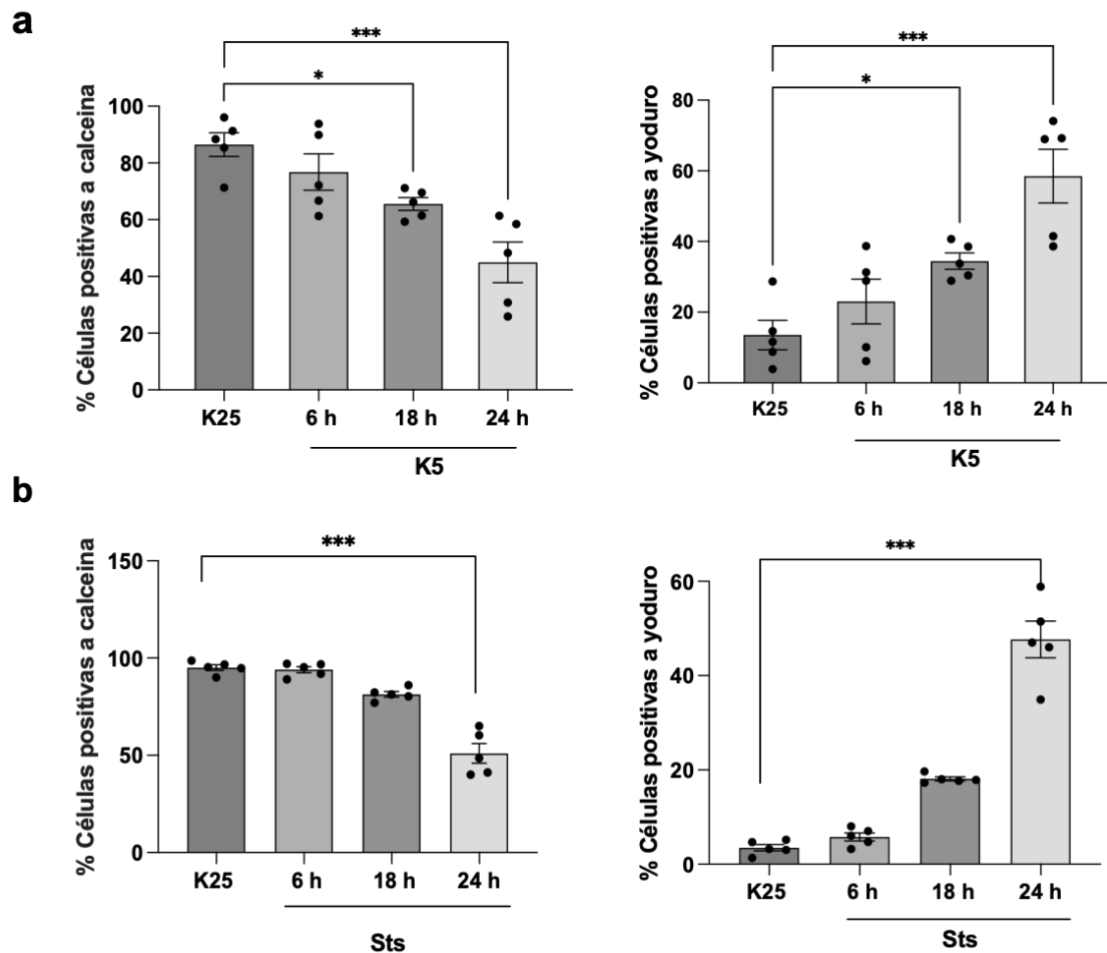 a
***
*
% Células positivas a calceina
100
80
60
40
20
0
K25 6 h 18 h 24 h
K5
***
*
% Células positivas a yoduro
80
60
40
20
0
K25 6 h 18 h 24 h
K5
b
***
% Células positivas a calceina
150
100
50
0
K25 6 h 18 h 24 h
Sts
***
% Células positivas a yoduro
60
40
20
0
K25 6 h 18 h 24 h
Sts